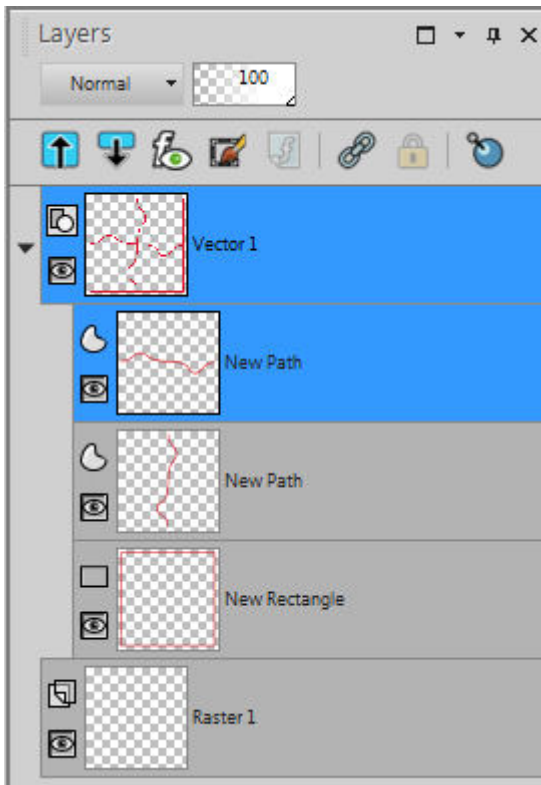 Layers
Normal
100
Vector 1
New Path
New Path
New Rectangle
Raster 1